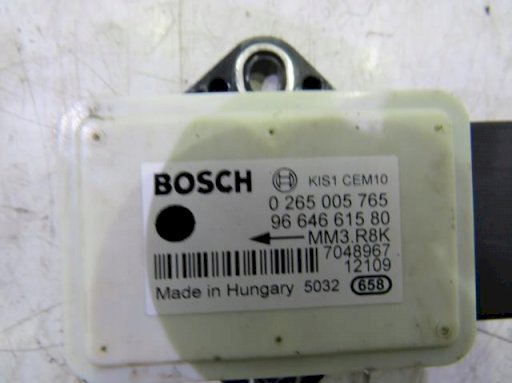 BOSCH KIS1 CEM10
0 265 005 765
96 646 615 80
MM3.R8K
7048967
12109
Made in Hungary 5032 658